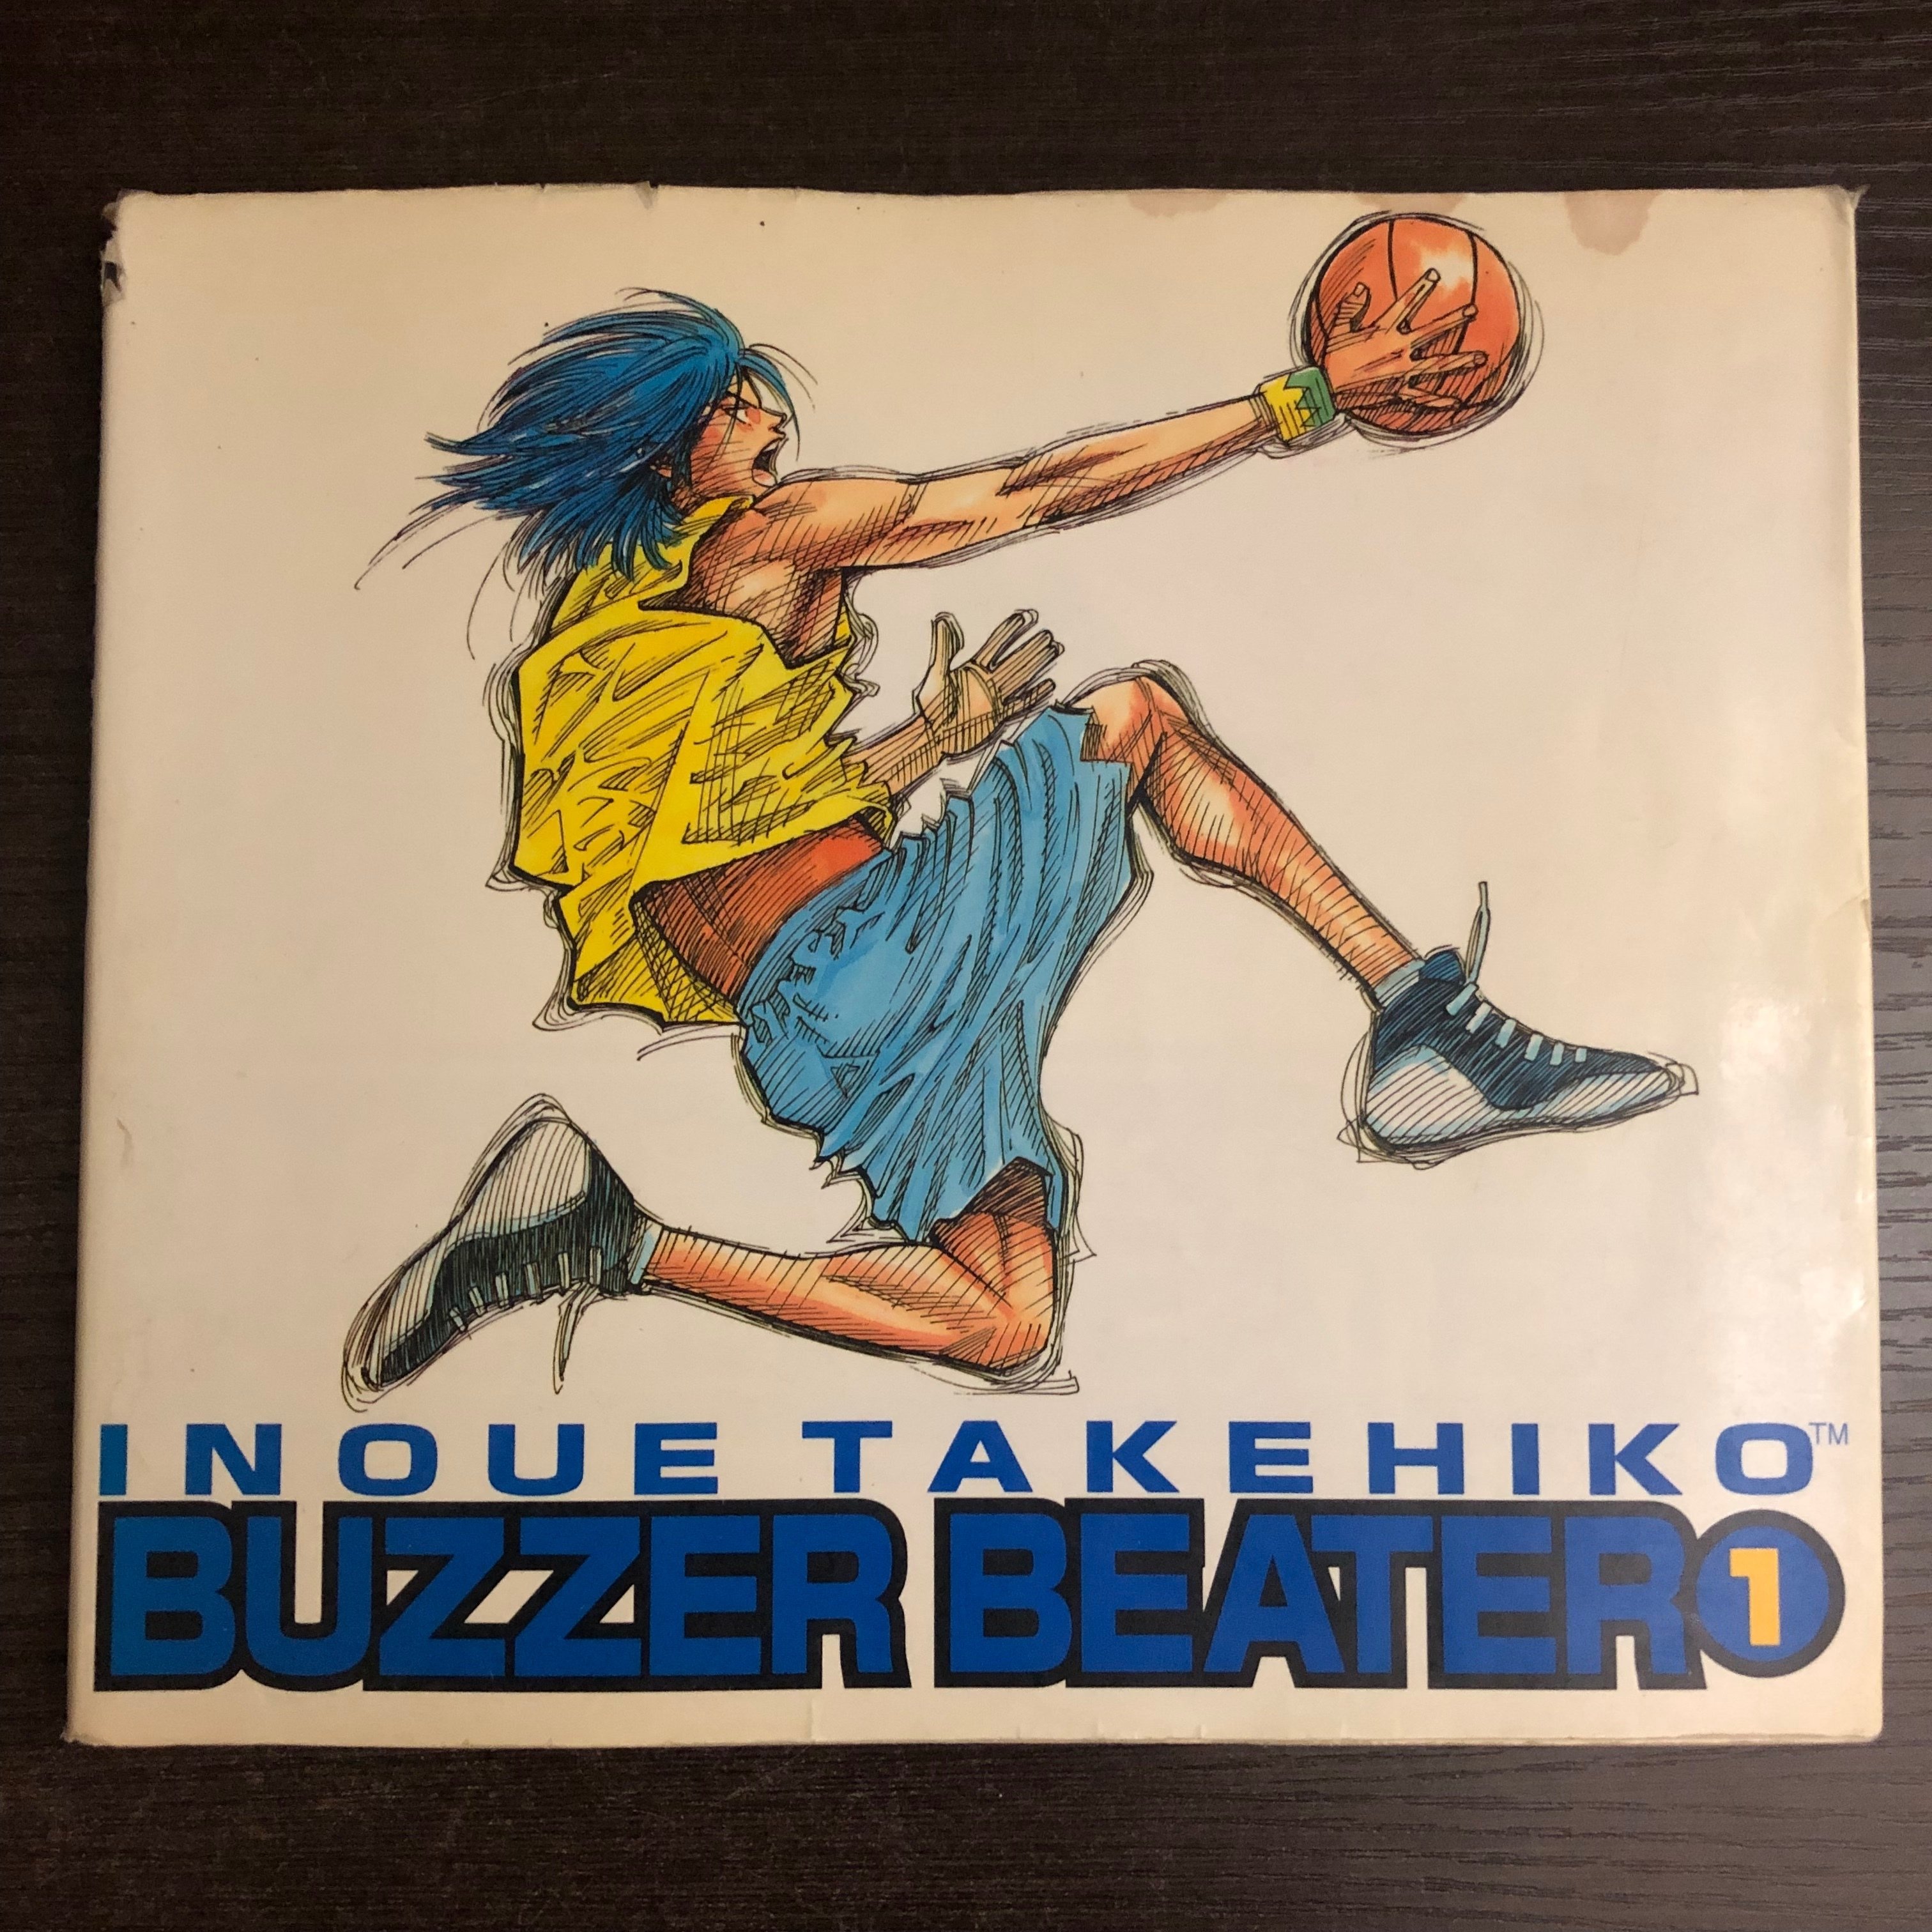 INOUE TAKEHIKO™
BUZZER BEATER 1